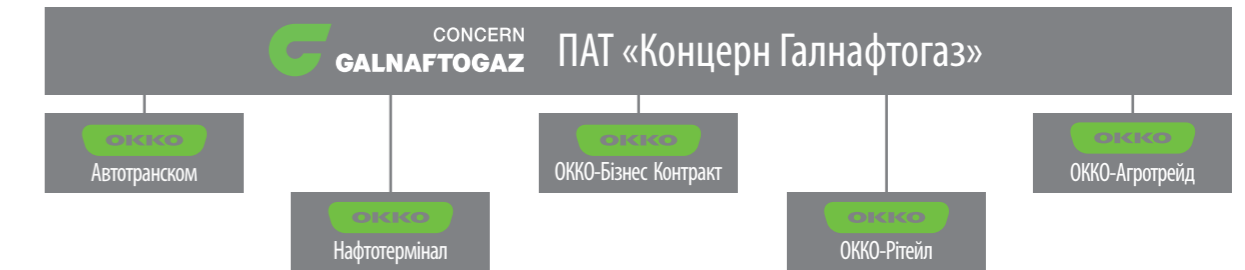 CONCERN
GALNAFTOGAZ
ПАТ «Концерн Галнафтогаз»
OKKO
Автотранском
OKKO
Нафтотермінал
OKKO
ОККО-Бізнес Контракт
OKKO
ОККО-Рітейл
OKKO
ОККО-Агротрейд